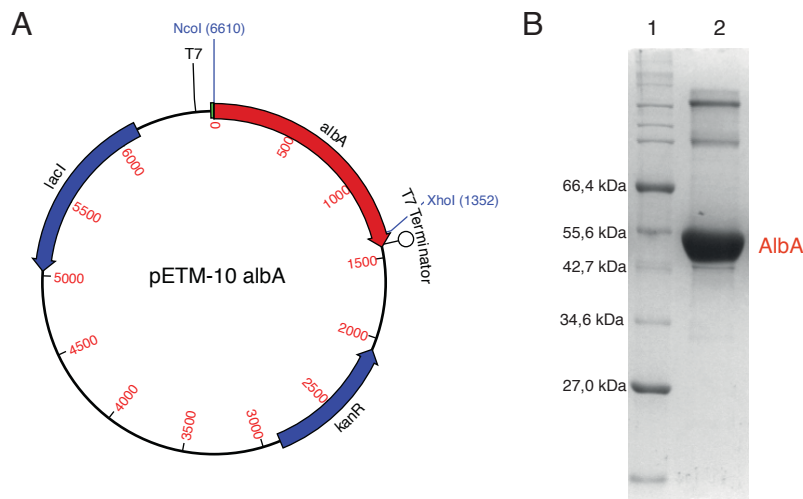 A
NcoI (6610)
T7
albA
0
500
1000
XhoI (1352)
T7 Terminator
1500
2000
kanR
2500
3000
3500
4000
4500
5000
lacI
5500
6000
pETM-10 albA
B
1 2
66,4 kDa
55,6 kDa
42,7 kDa
34,6 kDa
27,0 kDa
AlbA